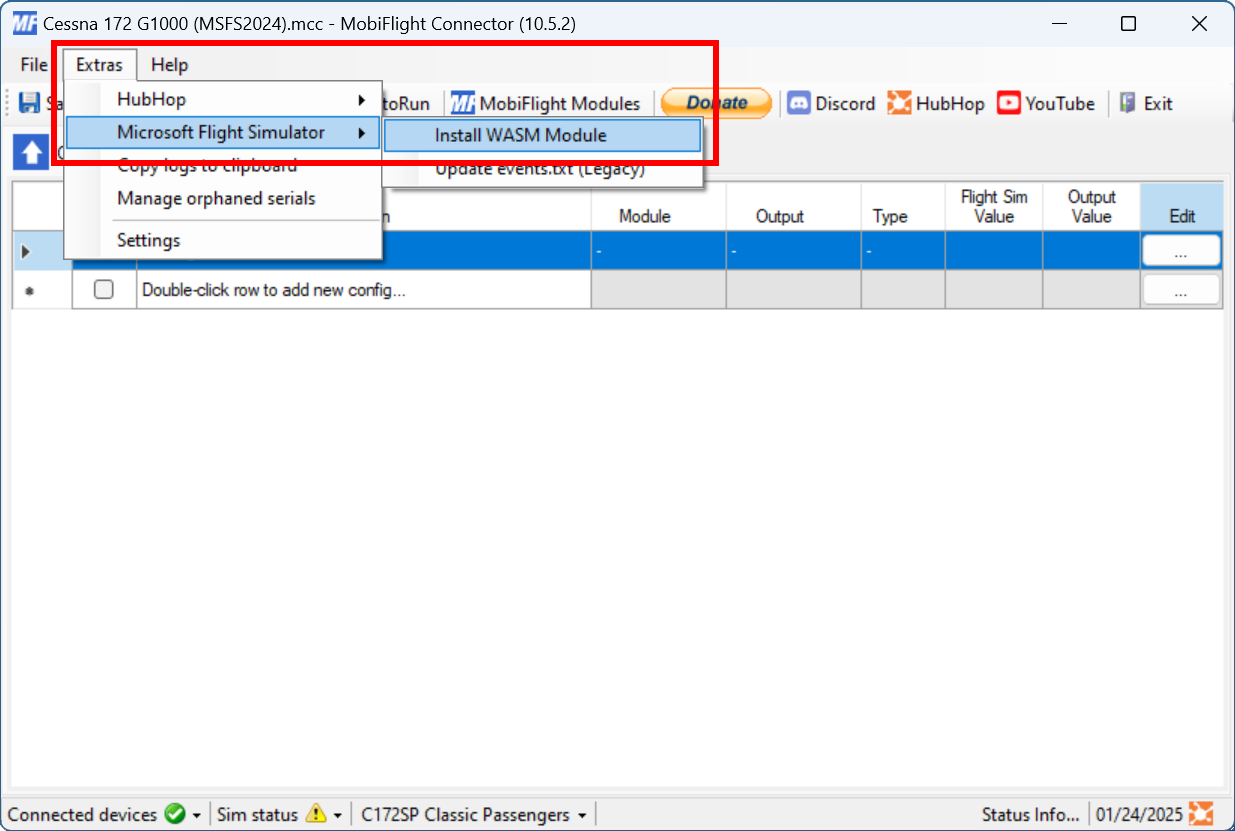 MF Cessna 172 G1000 (MSFS2024).mcc - MobiFlight Connector (10.5.2)
File Extras Help
Sa toRun MF MobiFlight Modules Donate Discord HubHop YouTube Exit
HubHop
Microsoft Flight Simulator
Install WASM Module
Copy logs to clipboard
Update events.txt (Legacy)
Manage orphaned serials
Settings
n Module Output Type Flight Sim Value Output Value Edit
- - - ...
Double-click row to add new config... ...
Connected devices Sim status C172SP Classic Passengers Status Info... 01/24/2025